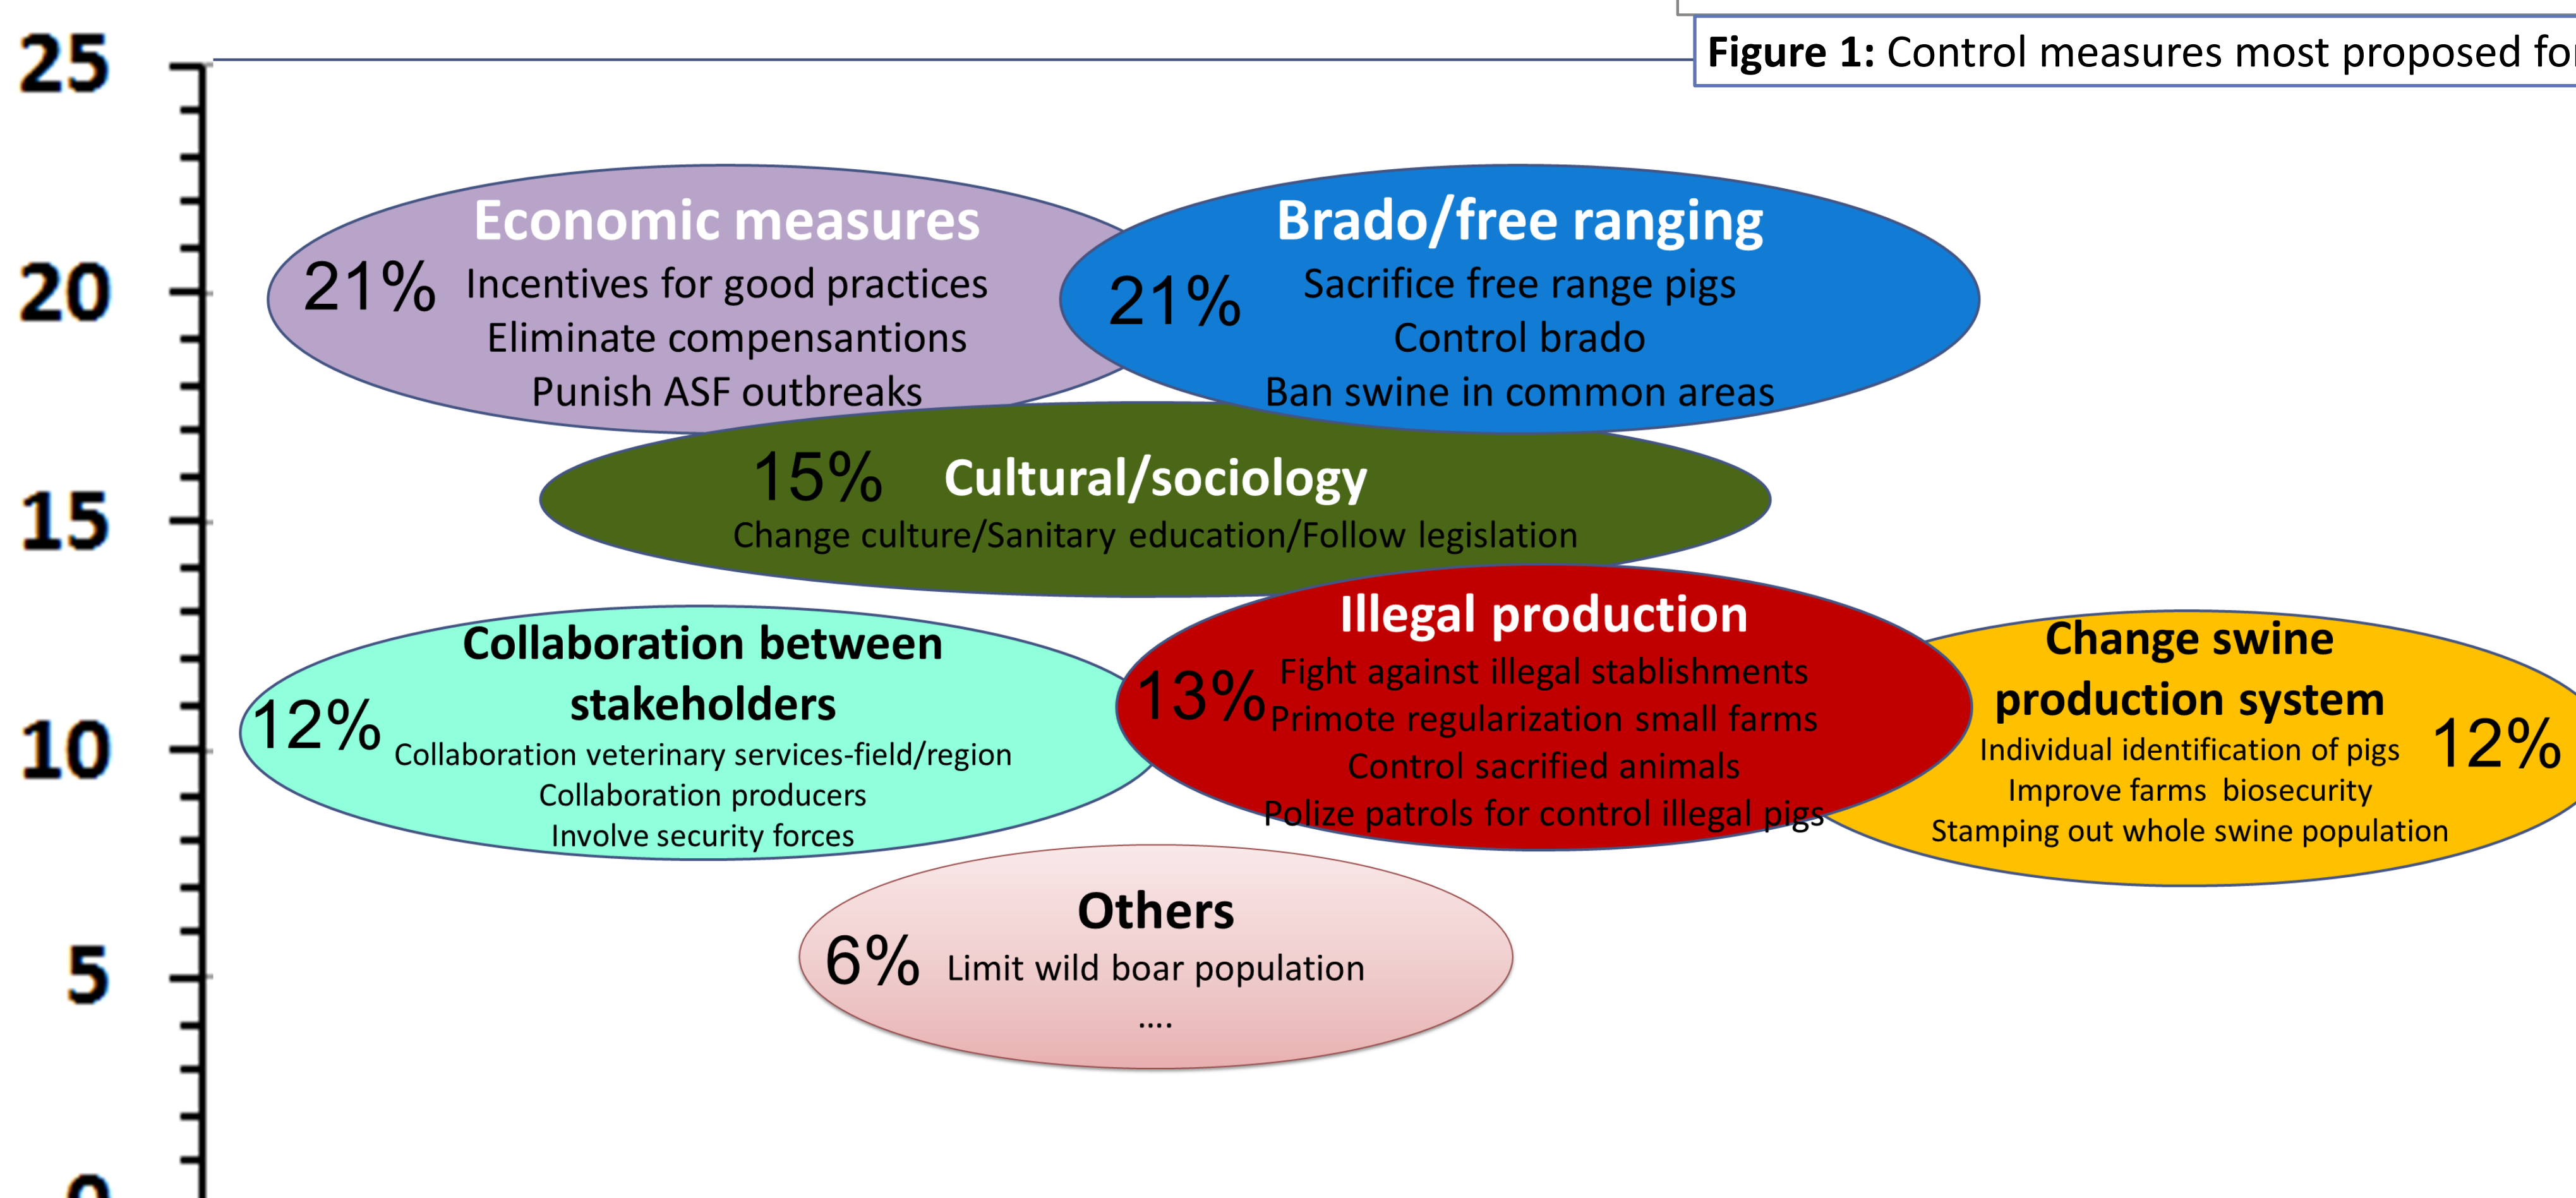 Figure 1: Control measures most proposed for
25
20
15
10
5
0
Economic measures
21%
Incentives for good practices
Eliminate compensantions
Punish ASF outbreaks
Brado/free ranging
21%
Sacrifice free range pigs
Control brado
Ban swine in common areas
15%
Cultural/sociology
Change culture/Sanitary education/Follow legislation
Collaboration between
stakeholders
12%
Collaboration veterinary services-field/region
Collaboration producers
Involve security forces
Illegal production
13%
Fight against illegal stablishments
Primote regularization small farms
Control sacrified animals
Polize patrols for control illegal pigs
Change swine
production system
12%
Individual identification of pigs
Improve farms biosecurity
Stamping out whole swine population
Others
6%
Limit wild boar population
....